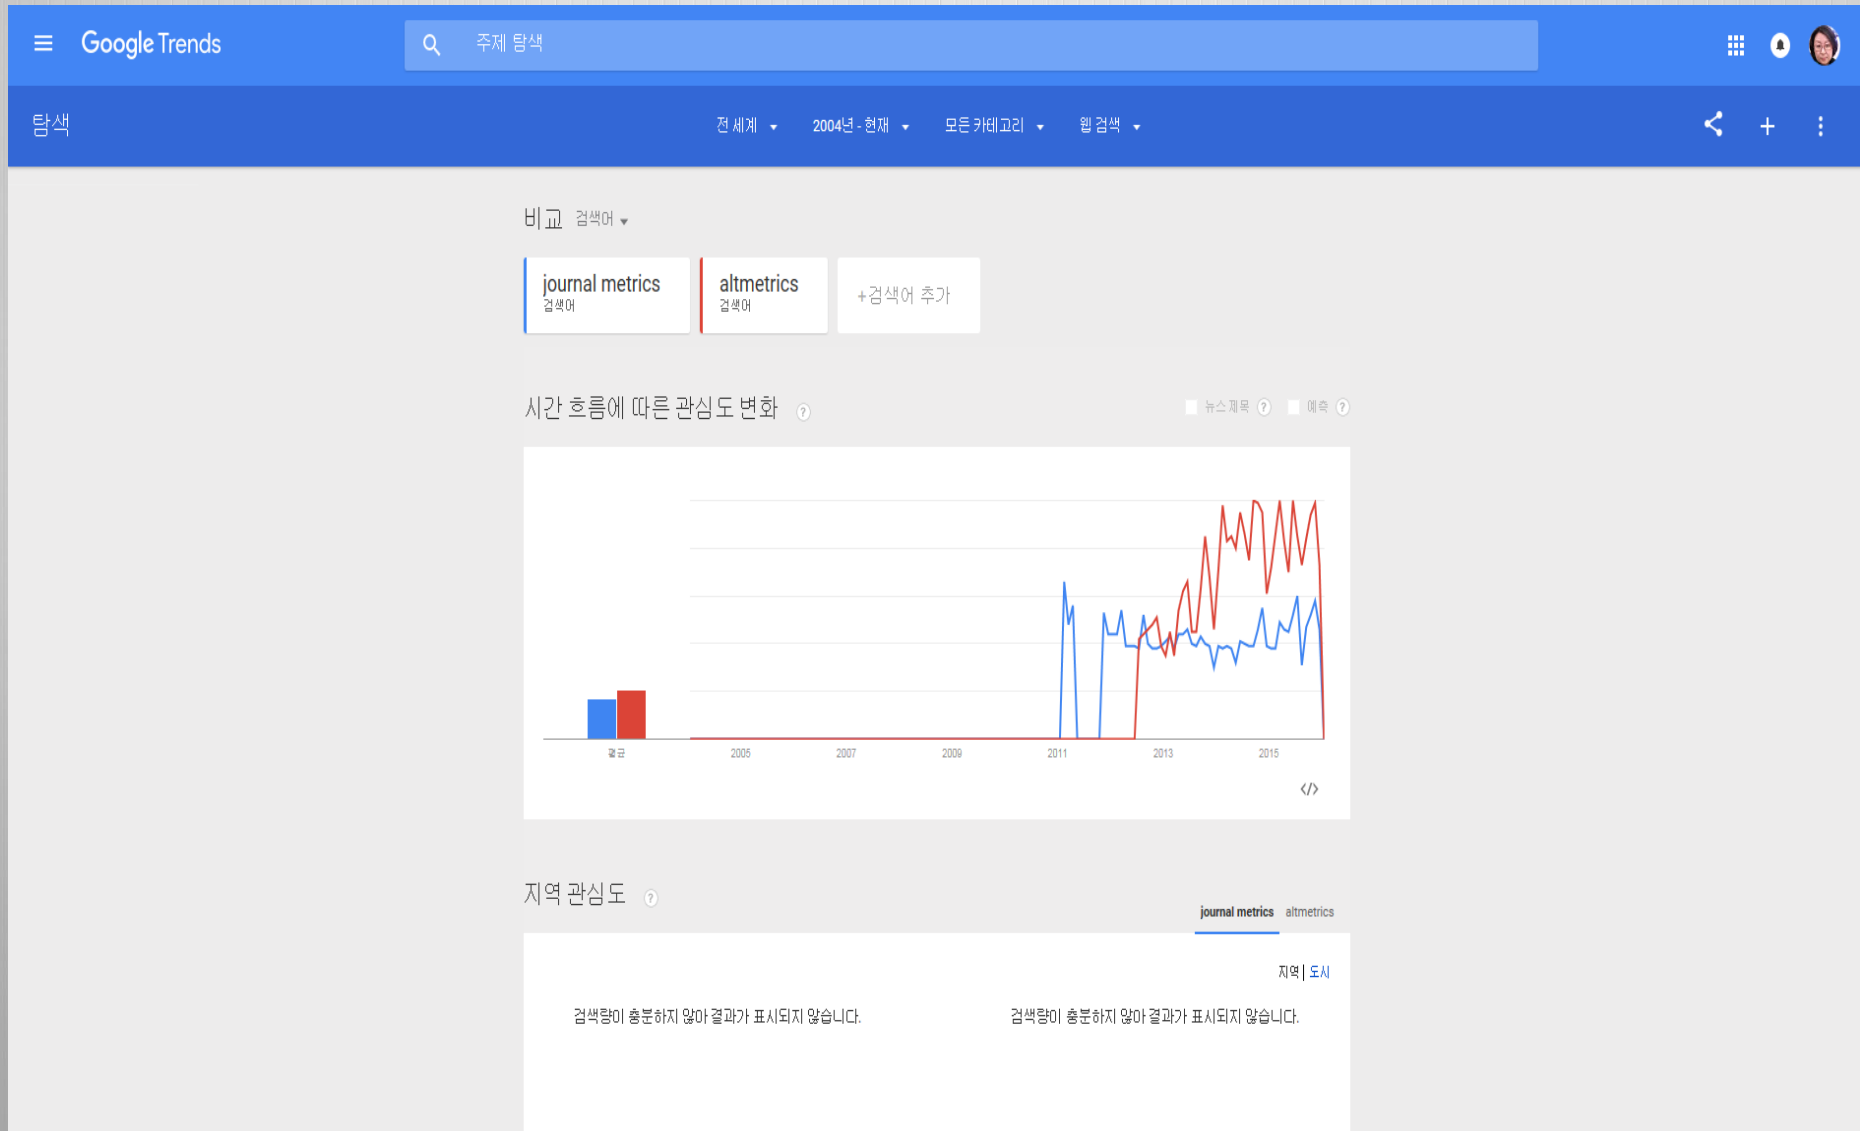 Google Trends
주제 탐색
탐색
전 세계
2004년 - 현재
모든 카테고리
웹 검색
비교 검색어
journal metrics
검색어
altmetrics
검색어
+검색어 추가
시간 흐름에 따른 관심도 변화 ?
뉴스 제목 ? 예측 ?
평균
2005 2007 2009 2011 2013 2015
</>
지역 관심도 ?
journal metrics altmetrics
지역 | 도시
검색량이 충분하지 않아 결과가 표시되지 않습니다.
검색량이 충분하지 않아 결과가 표시되지 않습니다.